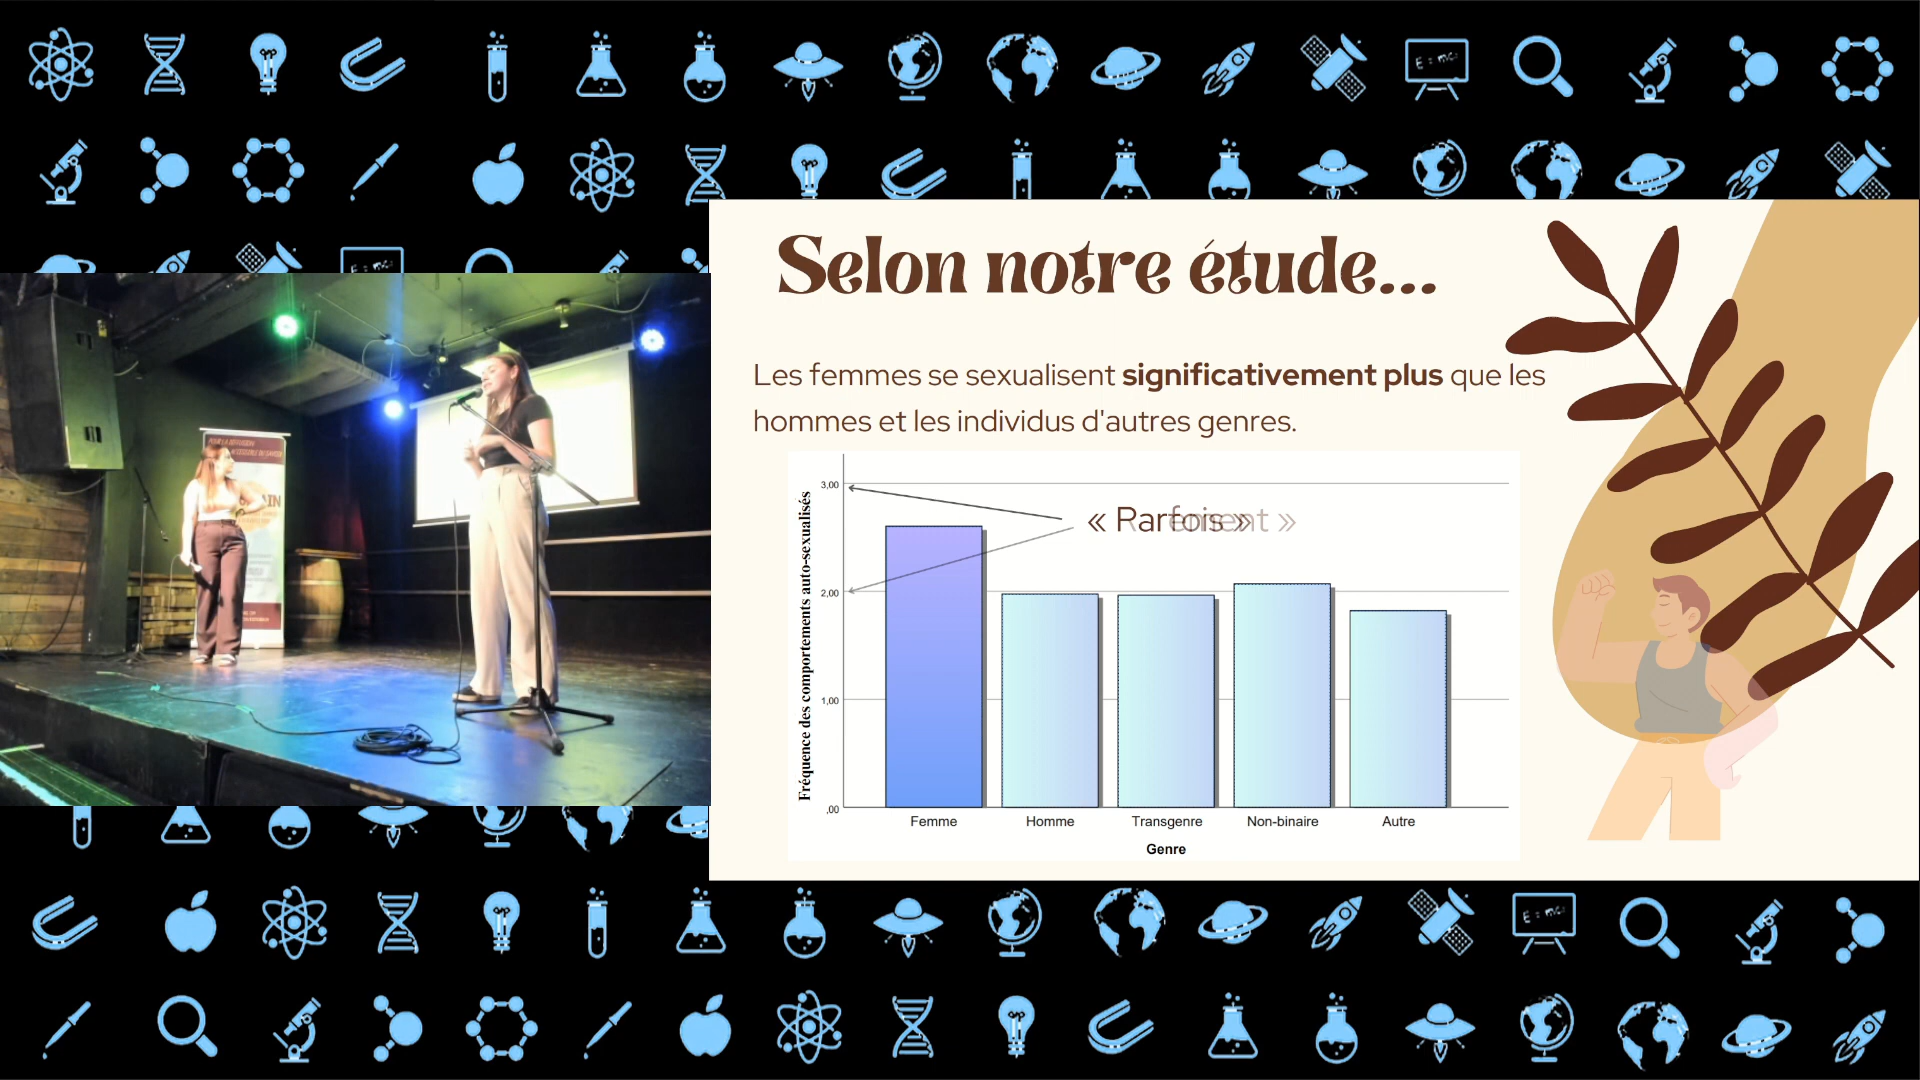 Selon notre étude...
Les femmes se sexualisent significativement plus que les
hommes et les individus d'autres genres.
Fréquence des comportements auto-sexualisés
3,00
2,00
1,00
,00
« Parfois »
Femme
Homme
Transgenre
Non-binaire
Autre
Genre